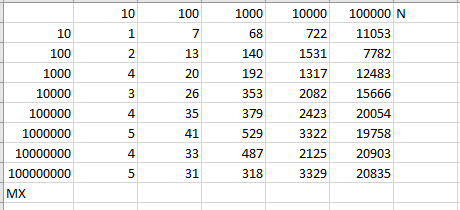 10 100 1000 10000 100000 N
10 1 7 68 722 11053
100 2 13 140 1531 7782
1000 4 20 192 1317 12483
10000 3 26 353 2082 15666
100000 4 35 379 2423 20054
1000000 5 41 529 3322 19758
10000000 4 33 487 2125 20903
100000000 5 31 318 3329 20835
MX